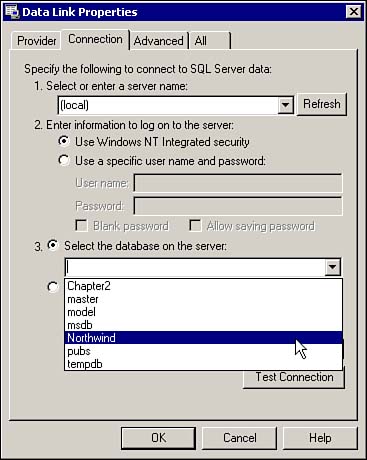 Data Link Properties
Provider Connection Advanced All
Specify the following to connect to SQL Server data:
1. Select or enter a server name:
(local) Refresh
2. Enter information to log on to the server:
Use Windows NT Integrated security
Use a specific user name and password:
User name:
Password:
Blank password Allow saving password
3. Select the database on the server:
Chapter2
master
model
msdb
Northwind
pubs
tempdb
Test Connection
OK Cancel Help